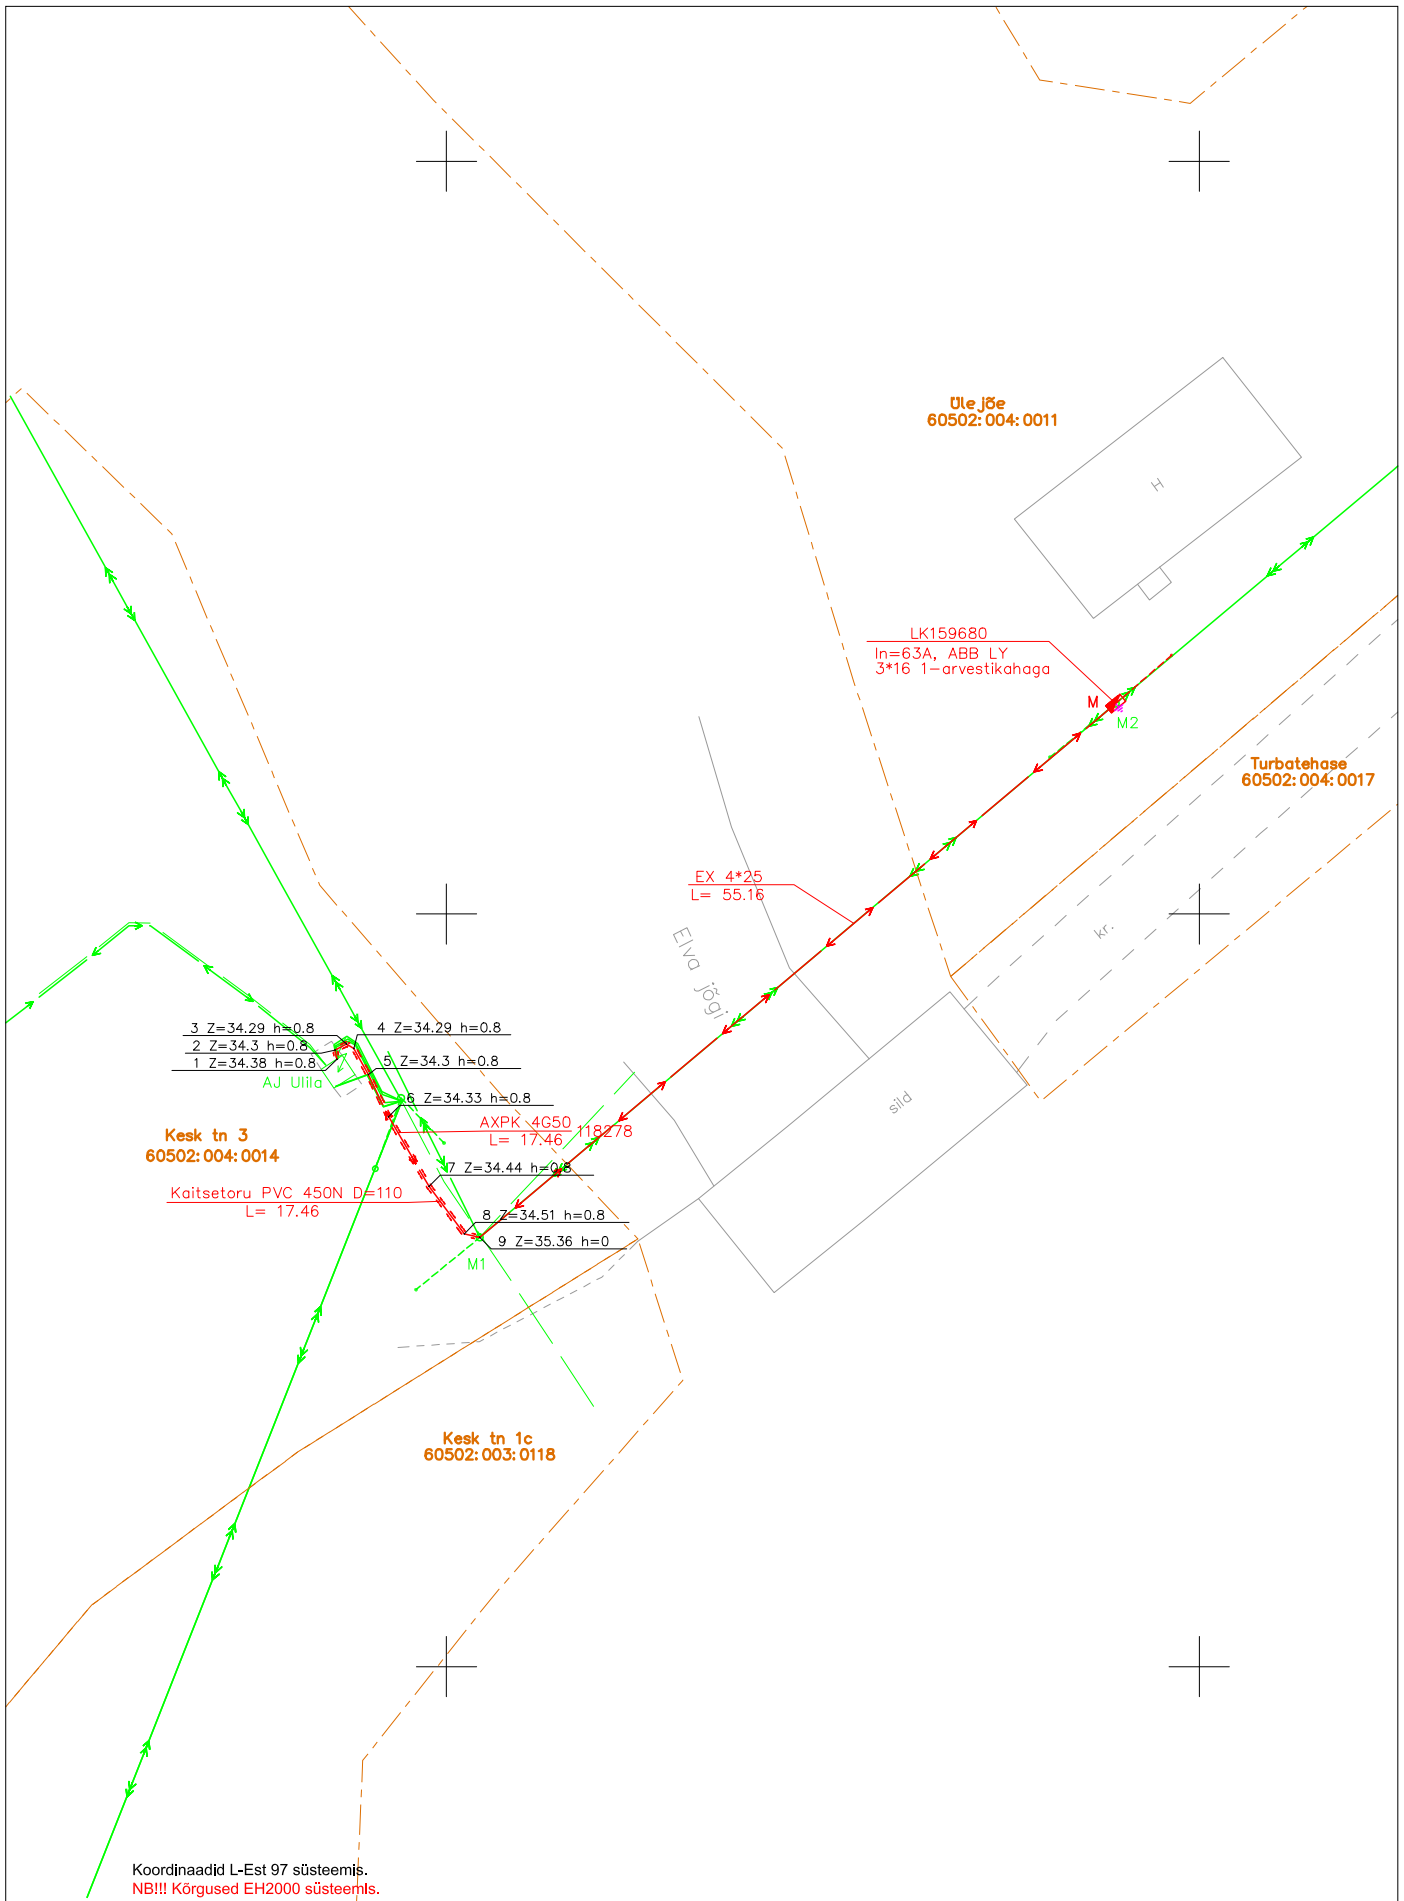 Üle jõe
60502:004:0011
H
LK159680
In=63A, ABB LY
3*16 1-arvestikahaga
M
M2
Turbatehase
60502:004:0017
EX 4*25
L= 55.16
kr.
Elva jõgi
3 Z=34.29 h=0.8
4 Z=34.29 h=0.8
2 Z=34.3 h=0.8
1 Z=34.38 h=0.8
5 Z=34.3 h=0.8
AJ Ulila
6 Z=34.33 h=0.8
sild
AXPK 4G50
L= 17.46
118278
Kesk tn 3
60502:004:0014
7 Z=34.44 h=0.8
Kaitsetoru PVC 450N D=110
L= 17.46
8 Z=34.51 h=0.8
9 Z=35.36 h=0
M1
Kesk tn 1c
60502:003:0118
Koordinaadid L-Est 97 süsteemis.
NB!!! Kõrgused EH2000 süsteemis.